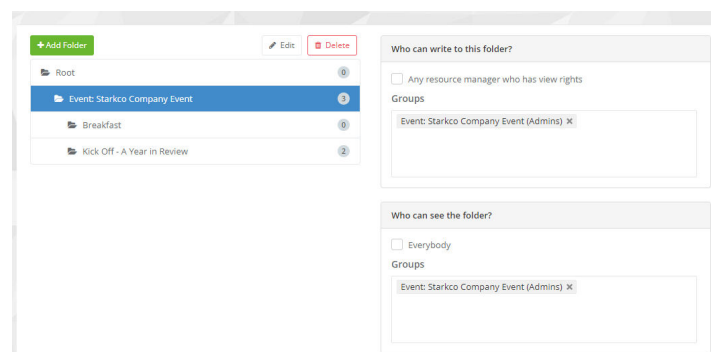 + Add Folder
Edit
Delete
Root 0
Event: Starkco Company Event 3
Breakfast 0
Kick Off - A Year in Review 2
Who can write to this folder?
Any resource manager who has view rights
Groups
Event: Starkco Company Event (Admins) ×
Who can see the folder?
Everybody
Groups
Event: Starkco Company Event (Admins) ×